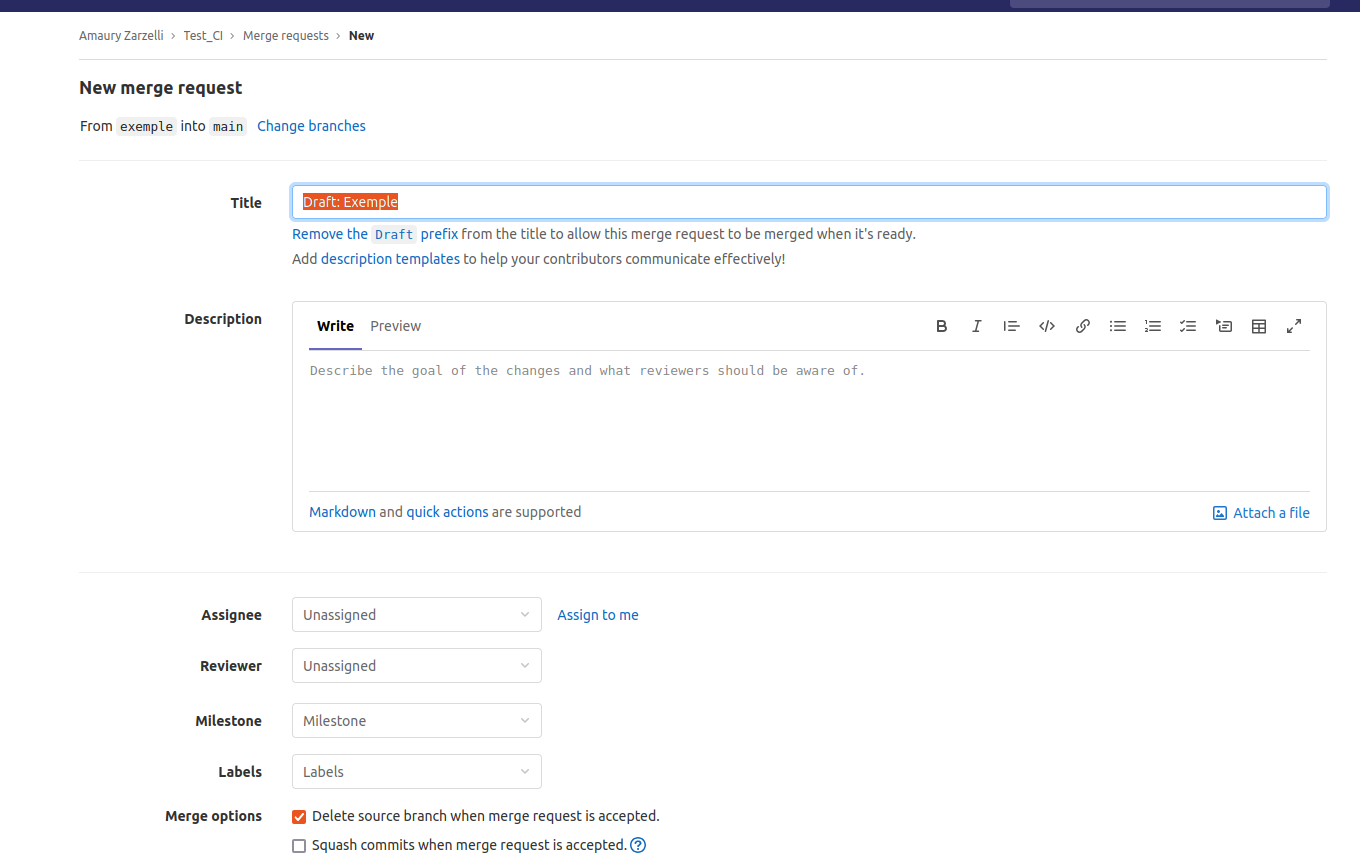 Amaury Zarzelli › Test_CI › Merge requests › New
New merge request
From exemple into main Change branches
Title
Draft: Exemple
Remove the Draft prefix from the title to allow this merge request to be merged when it's ready.
Add description templates to help your contributors communicate effectively!
Description
Write Preview
Describe the goal of the changes and what reviewers should be aware of.
Markdown and quick actions are supported
Attach a file
Assignee Unassigned Assign to me
Reviewer Unassigned
Milestone Milestone
Labels Labels
Merge options Delete source branch when merge request is accepted.
Squash commits when merge request is accepted. ?